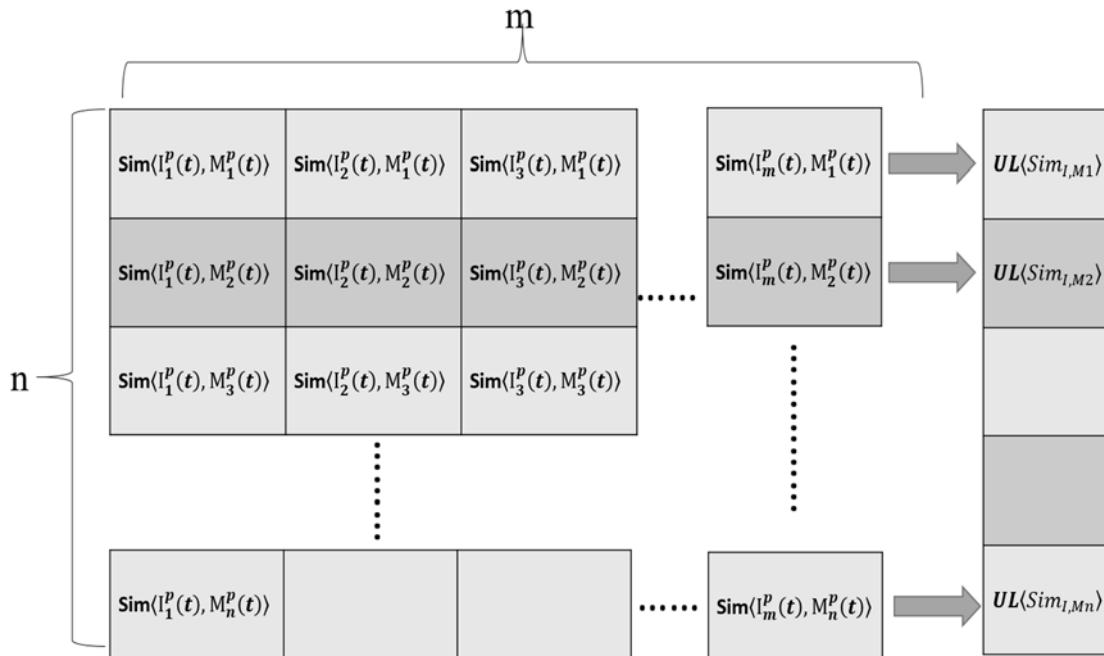 m
Sim⟨I₁ᵖ(t), M₁ᵖ(t)⟩ Sim⟨I₂ᵖ(t), M₁ᵖ(t)⟩ Sim⟨I₃ᵖ(t), M₁ᵖ(t)⟩ Sim⟨Iₘᵖ(t), M₁ᵖ(t)⟩ UL⟨Sim_{I,M1}⟩
Sim⟨I₁ᵖ(t), M₂ᵖ(t)⟩ Sim⟨I₂ᵖ(t), M₂ᵖ(t)⟩ Sim⟨I₃ᵖ(t), M₂ᵖ(t)⟩ ...... Sim⟨Iₘᵖ(t), M₂ᵖ(t)⟩ UL⟨Sim_{I,M2}⟩
n
Sim⟨I₁ᵖ(t), M₃ᵖ(t)⟩ Sim⟨I₂ᵖ(t), M₃ᵖ(t)⟩ Sim⟨I₃ᵖ(t), M₃ᵖ(t)⟩
Sim⟨I₁ᵖ(t), Mₙᵖ(t)⟩ ...... Sim⟨Iₘᵖ(t), Mₙᵖ(t)⟩ UL⟨Sim_{I,Mn}⟩